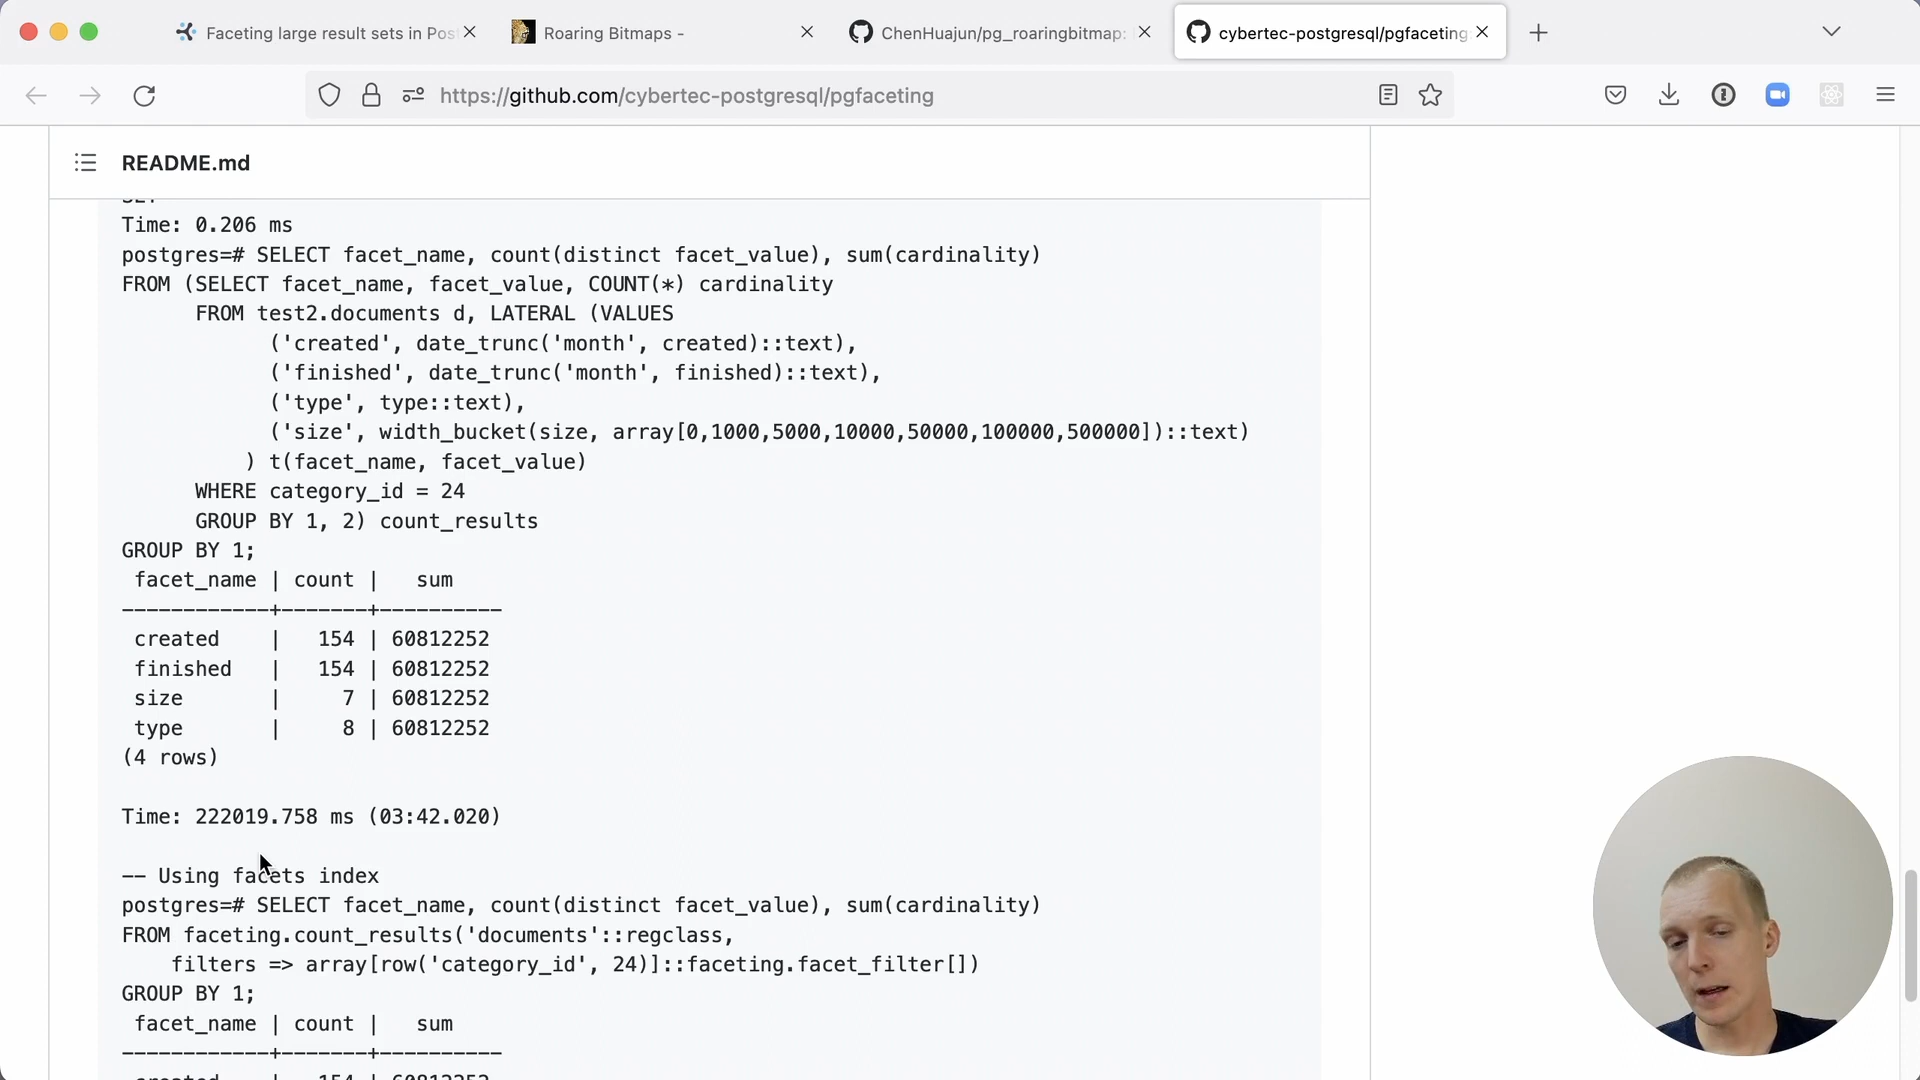 Faceting large result sets in Pos
Roaring Bitmaps -
ChenHuajun/pg_roaringbitmap:
cybertec-postgresql/pgfaceting
https://github.com/cybertec-postgresql/pgfaceting
README.md
SET
Time: 0.206 ms
postgres=# SELECT facet_name, count(distinct facet_value), sum(cardinality)
FROM (SELECT facet_name, facet_value, COUNT(*) cardinality
FROM test2.documents d, LATERAL (VALUES
('created', date_trunc('month', created)::text),
('finished', date_trunc('month', finished)::text),
('type', type::text),
('size', width_bucket(size, array[0,1000,5000,10000,50000,100000,500000])::text)
) t(facet_name, facet_value)
WHERE category_id = 24
GROUP BY 1, 2) count_results
GROUP BY 1;
facet_name | count |   sum
------------+-------+----------
created    |   154 | 60812252
finished   |   154 | 60812252
size       |     7 | 60812252
type       |     8 | 60812252
(4 rows)
Time: 222019.758 ms (03:42.020)
-- Using facets index
postgres=# SELECT facet_name, count(distinct facet_value), sum(cardinality)
FROM faceting.count_results('documents'::regclass,
filters => array[row('category_id', 24)]::faceting.facet_filter[])
GROUP BY 1;
facet_name | count |   sum
------------+-------+----------
created    |   154 | 60812252